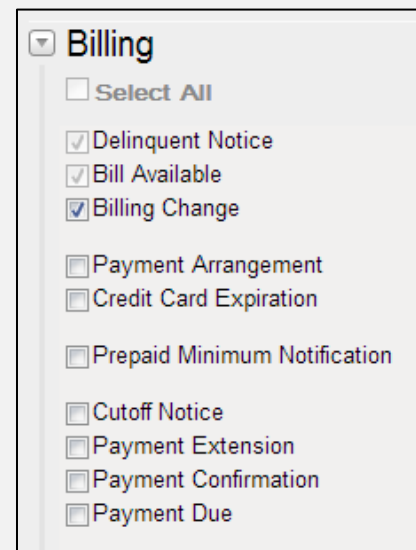 Billing
Select All
Delinquent Notice
Bill Available
Billing Change
Payment Arrangement
Credit Card Expiration
Prepaid Minimum Notification
Cutoff Notice
Payment Extension
Payment Confirmation
Payment Due